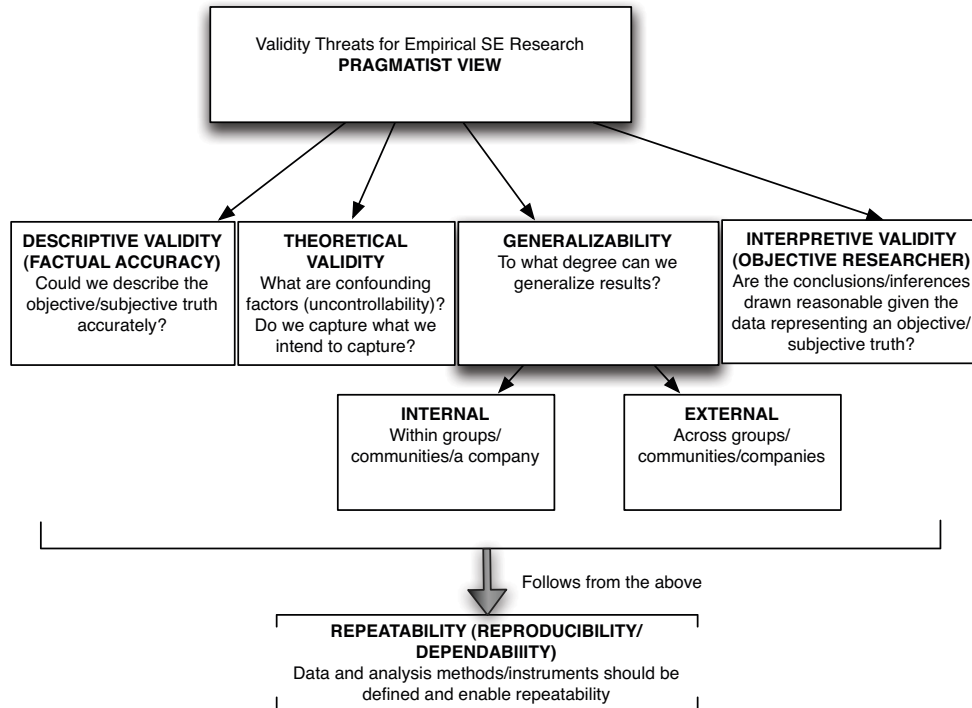 Validity Threats for Empirical SE Research
PRAGMATIST VIEW
DESCRIPTIVE VALIDITY
(FACTUAL ACCURACY)
Could we describe the
objective/subjective truth
accurately?
THEORETICAL
VALIDITY
What are confounding
factors (uncontrollability)?
Do we capture what we
intend to capture?
GENERALIZABILITY
To what degree can we
generalize results?
INTERPRETIVE VALIDITY
(OBJECTIVE RESEARCHER)
Are the conclusions/inferences
drawn reasonable given the
data representing an objective/
subjective truth?
INTERNAL
Within groups/
communities/a company
EXTERNAL
Across groups/
communities/companies
Follows from the above
REPEATABILITY (REPRODUCIBILITY/
DEPENDABIIITY)
Data and analysis methods/instruments should be
defined and enable repeatability